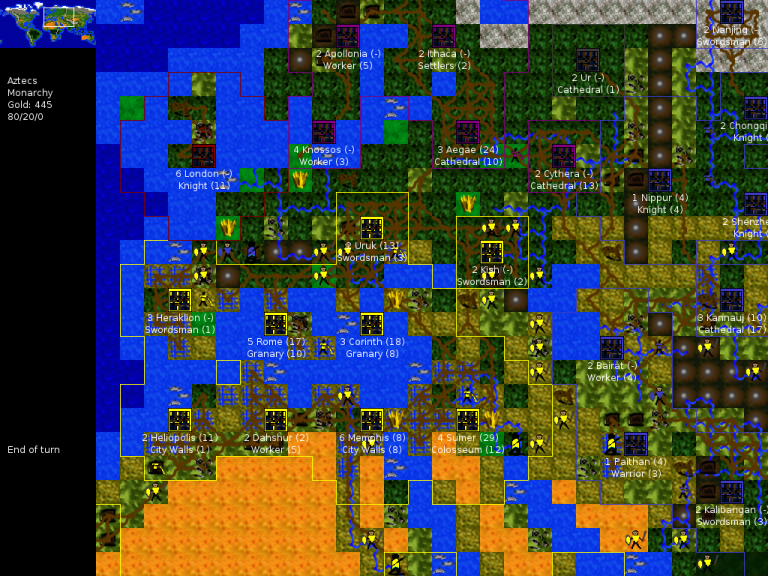 Aztecs
Monarchy
Gold: 445
80/20/0
End of turn
2 Nanjing (-)
Swordsman (6)
2 Apollonia (-)
Worker (5)
2 Ithaca (-)
Settlers (2)
2 Ur (-)
Cathedral (1)
2 Chongqi
Knight (
4 Knossos (-)
Worker (3)
3 Aegae (24)
Cathedral (10)
6 London (-)
Knight (11)
2 Cythera (-)
Cathedral (13)
1 Nippur (4)
Knight (4)
2 Shenzhe
Knight (
2 Uruk (13)
Swordsman (3)
2 Kish (-)
Swordsman (2)
3 Heraklion (-)
Swordsman (1)
3 Kannauj (10)
Cathedral (17)
5 Rome (17)
Granary (10)
3 Corinth (18)
Granary (8)
2 Bairat (-)
Worker (4)
2 Heliopolis (11)
City Walls (1)
2 Dahshur (2)
Worker (5)
6 Memphis (8)
City Walls (8)
4 Sumer (29)
Colosseum (12)
1 Paithan (4)
Warrior (3)
2 Kalibangan (-)
Swordsman (3)